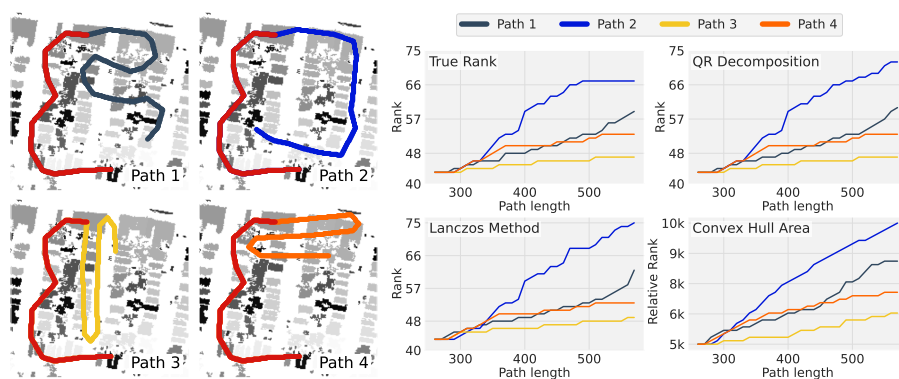 Path 1 Path 2 Path 3 Path 4
Path 1
Path 2
Path 3
Path 4
True Rank
Rank
75
66
57
48
40
300 400 500
Path length
QR Decomposition
Rank
75
66
57
48
40
300 400 500
Path length
Lanczos Method
Rank
75
66
57
48
40
300 400 500
Path length
Convex Hull Area
Relative Rank
10k
9k
8k
6k
5k
300 400 500
Path length